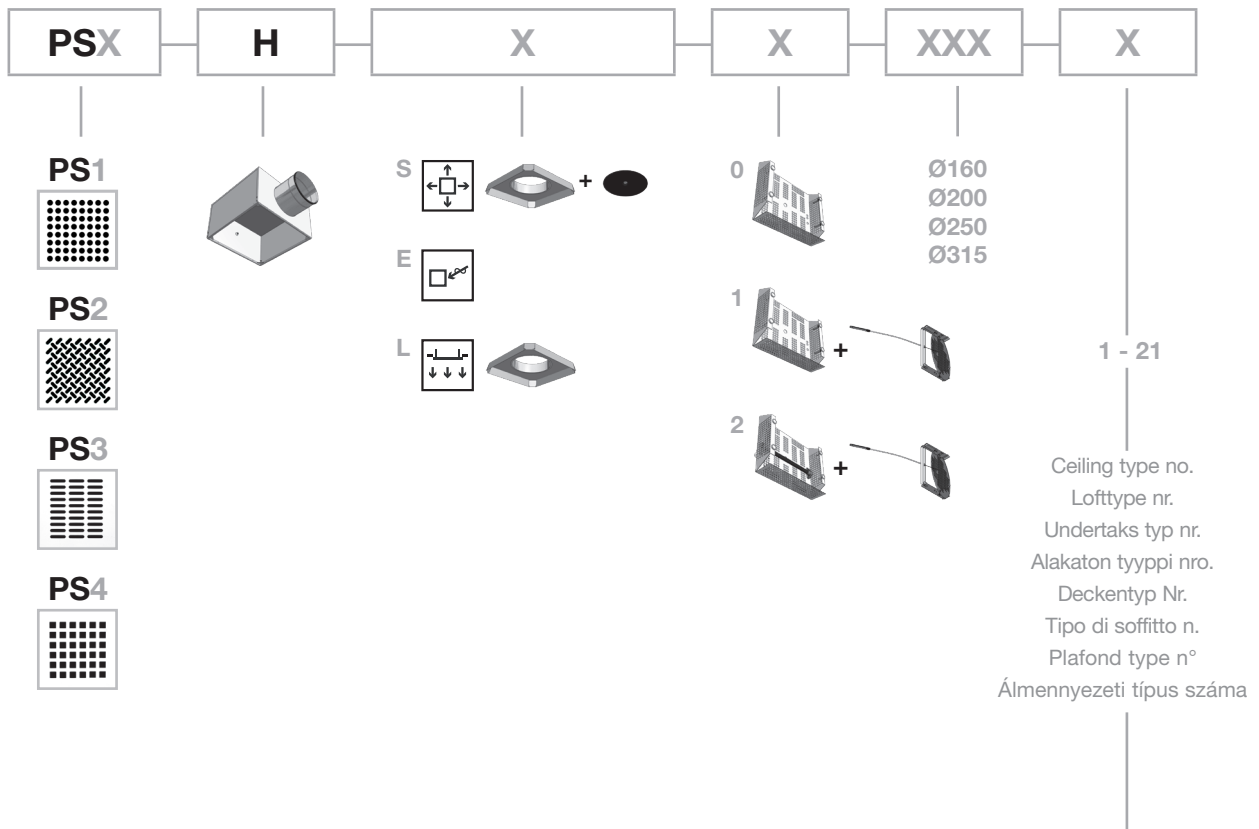 PSX H X X XXX X
PS1
PS2
PS3
PS4
S +
E
L
0
1 +
2 +
Ø160
Ø200
Ø250
Ø315
1 - 21
Ceiling type no.
Lofttype nr.
Undertaks typ nr.
Alakaton tyyppi nro.
Deckentyp Nr.
Tipo di soffitto n.
Plafond type n°
Álmennyezeti típus száma